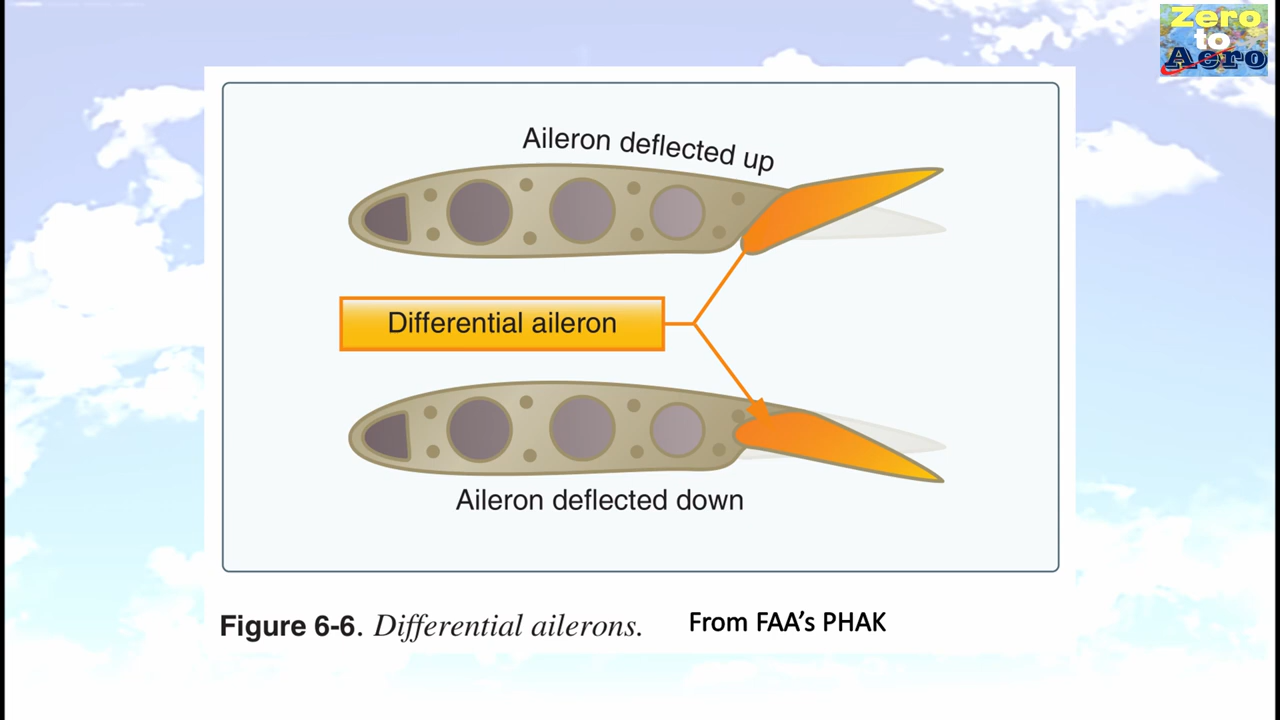 Zero
to
Aero
Aileron deflected up
Differential aileron
Aileron deflected down
Figure 6-6. Differential ailerons. From FAA's PHAK